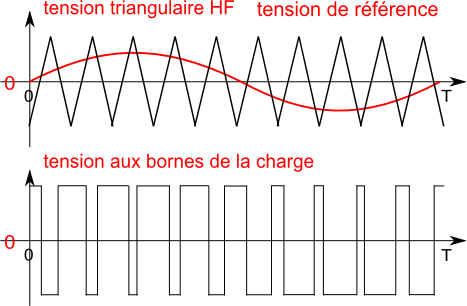 tension triangulaire HF tension de référence
0
0 T
tension aux bornes de la charge
0
0 T